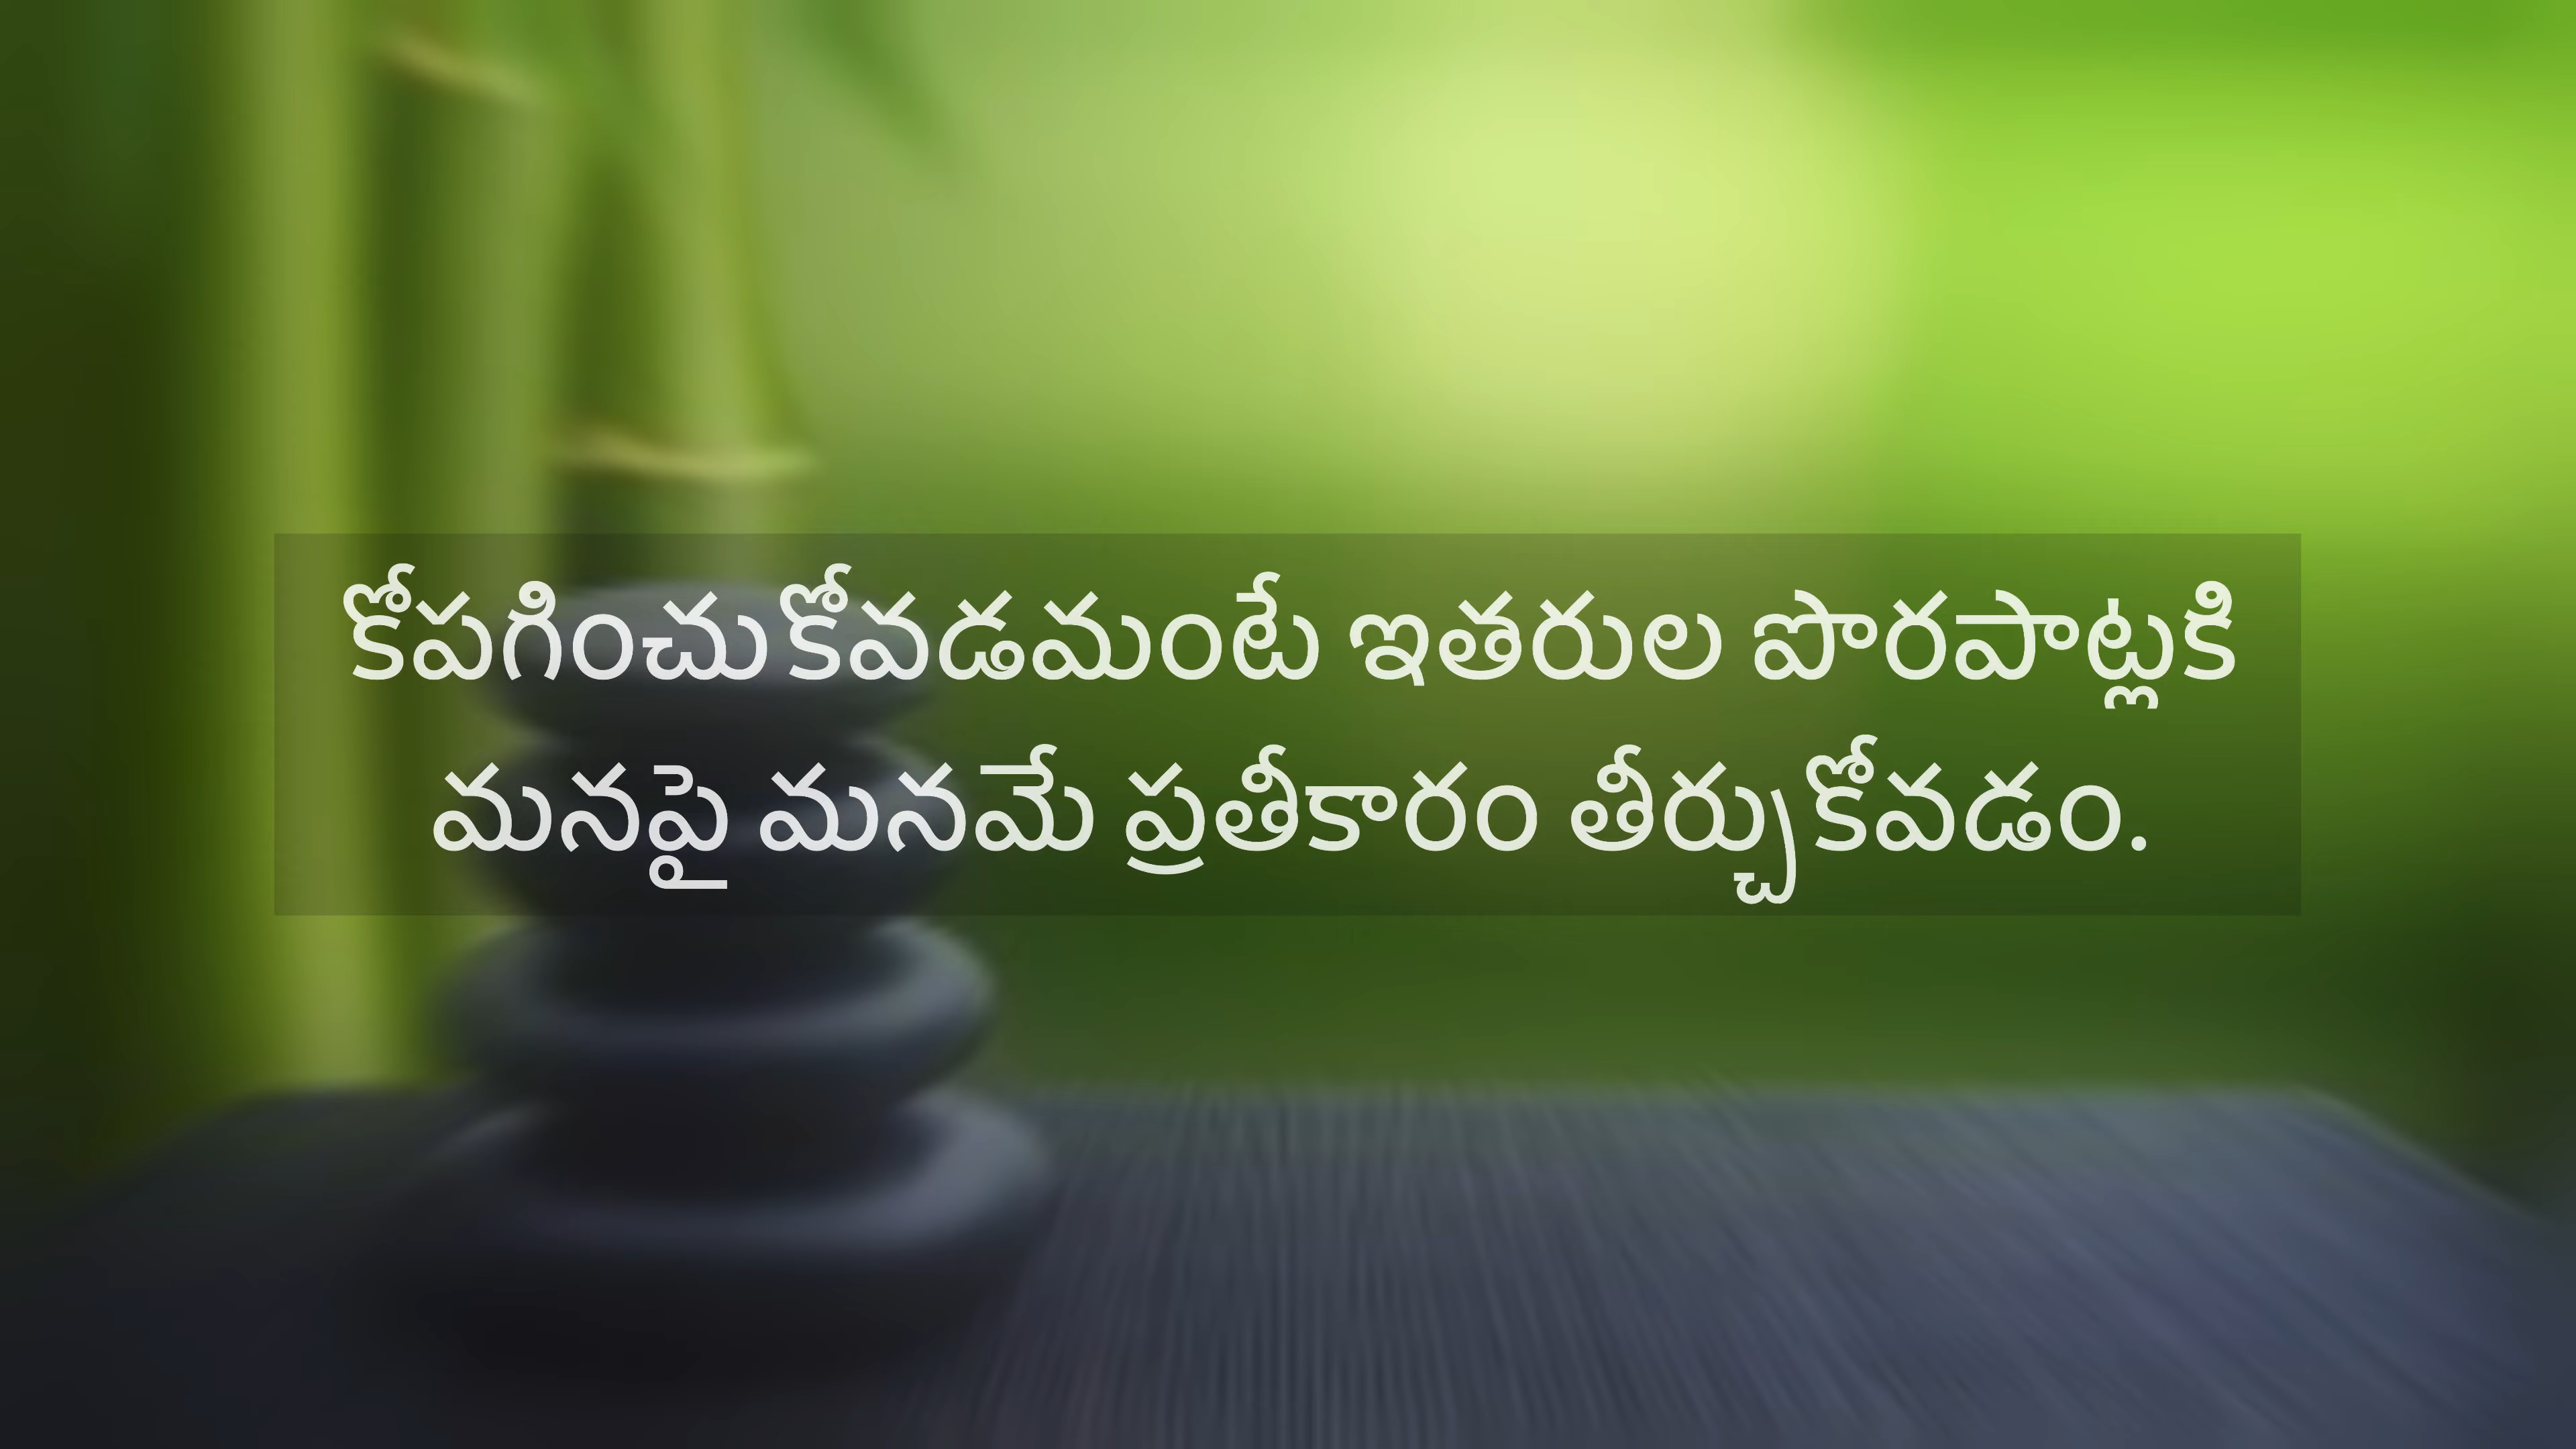 కోపగించుకోవడమంటే ఇతరుల పొరపాట్లకి
మనపై మనమే ప్రతీకారం తీర్చుకోవడం.